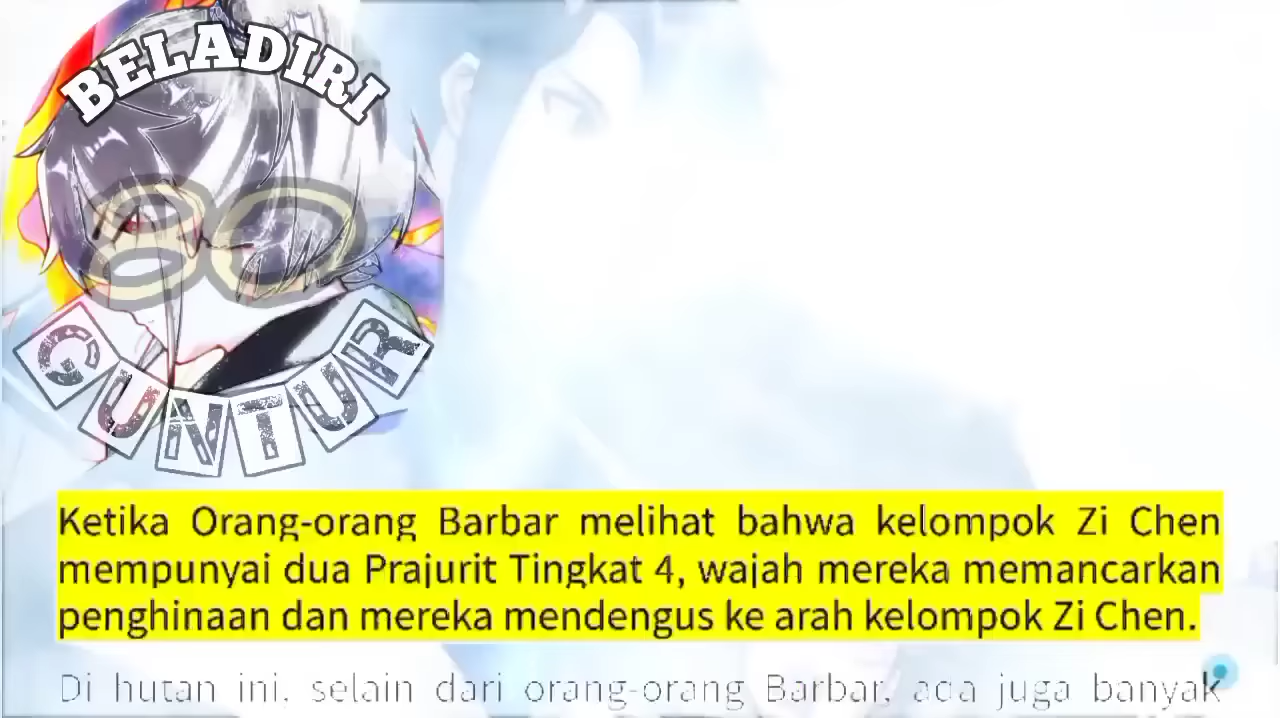 BELADIRI
GUNTUR
Ketika Orang-orang Barbar melihat bahwa kelompok Zi Chen
mempunyai dua Prajurit Tingkat 4, wajah mereka memancarkan
penghinaan dan mereka mendengus ke arah kelompok Zi Chen.
Di hutan ini, selain dari orang-orang Barbar, ada juga banyak